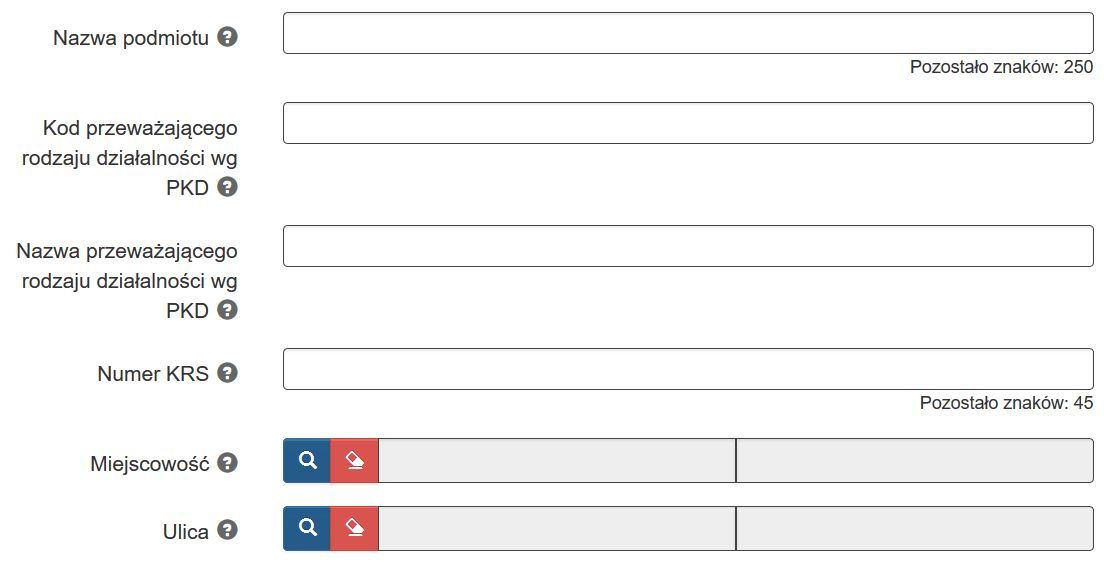 Nazwa podmiotu
Pozostało znaków: 250
Kod przeważającego
rodzaju działalności wg
PKD
Nazwa przeważającego
rodzaju działalności wg
PKD
Numer KRS
Pozostało znaków: 45
Miejscowość
Ulica